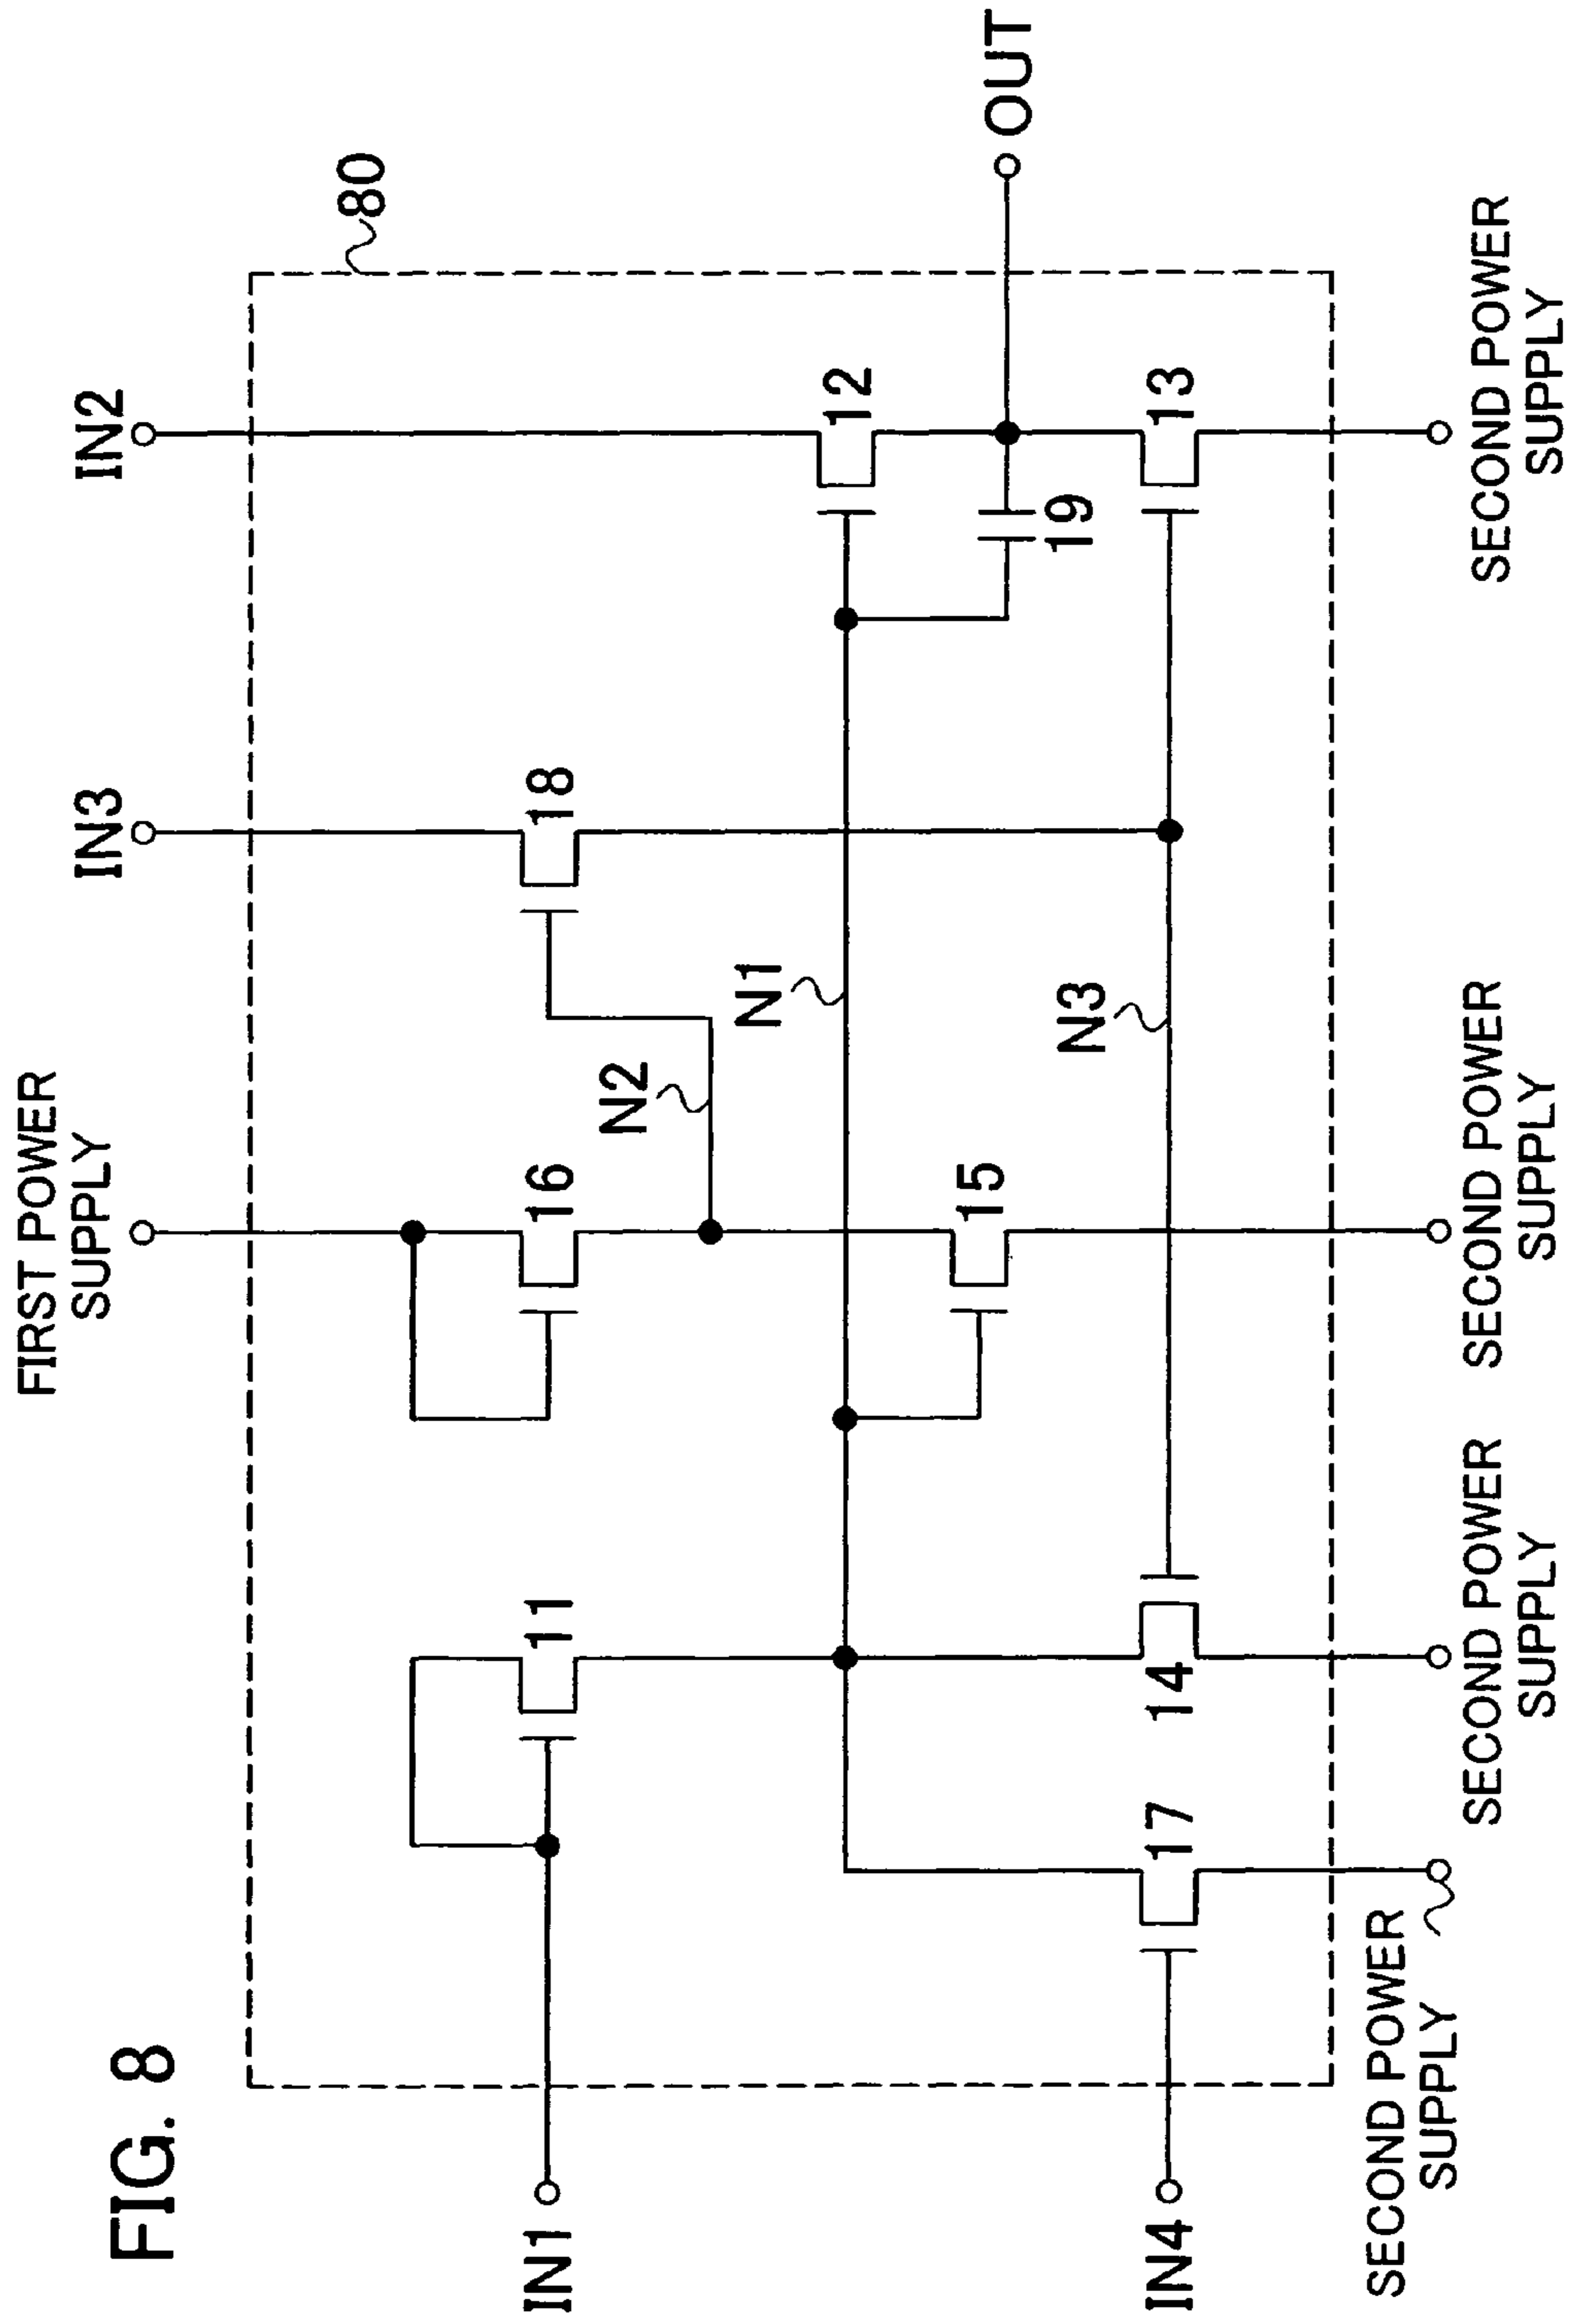 FIG. 8
FIRST POWER
SUPPLY
IN3
IN2
80
IN1
11
16
18
N2
N1
12
OUT
19
15
N3
IN4
17
14
13
SECOND POWER
SUPPLY
SECOND POWER
SUPPLY
SECOND POWER
SUPPLY
SECOND POWER
SUPPLY